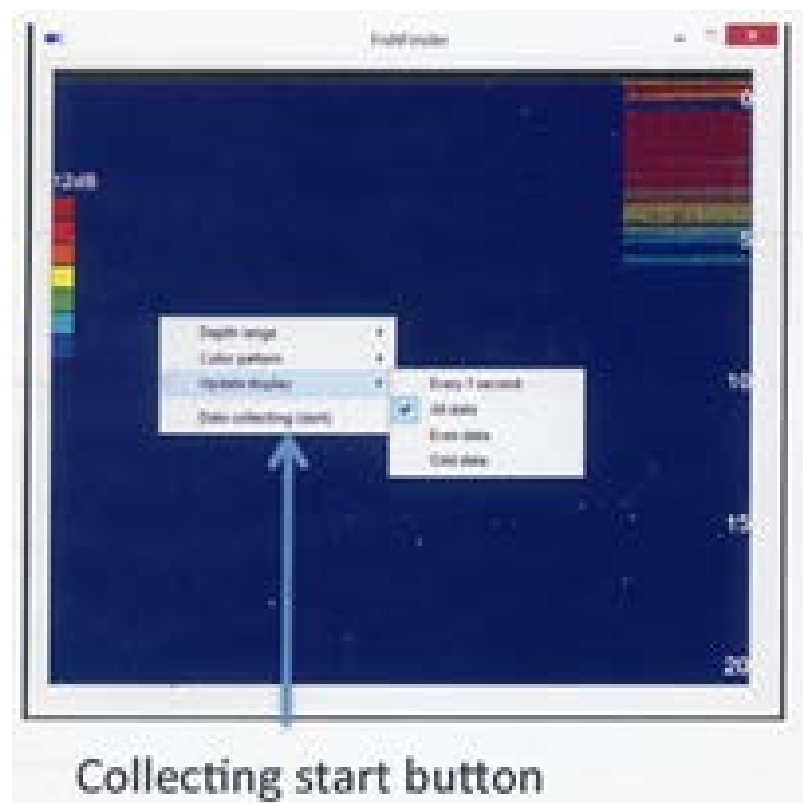 FishFinder
0
12dB
5
Depth range
Color pattern
Update display
Every 1 second
10
All data
Data collecting (start)
Even data
Odd data
15
20
Collecting start button